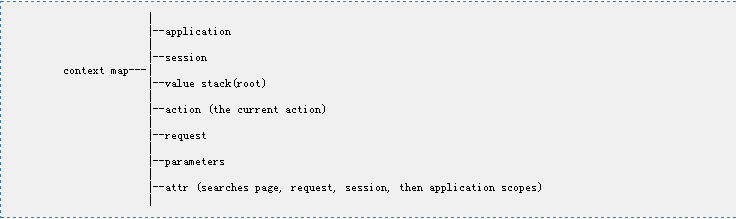 |--application
|--session
context map---|
|--value stack(root)
|--action (the current action)
|--request
|--parameters
|--attr (searches page, request, session, then application scopes)